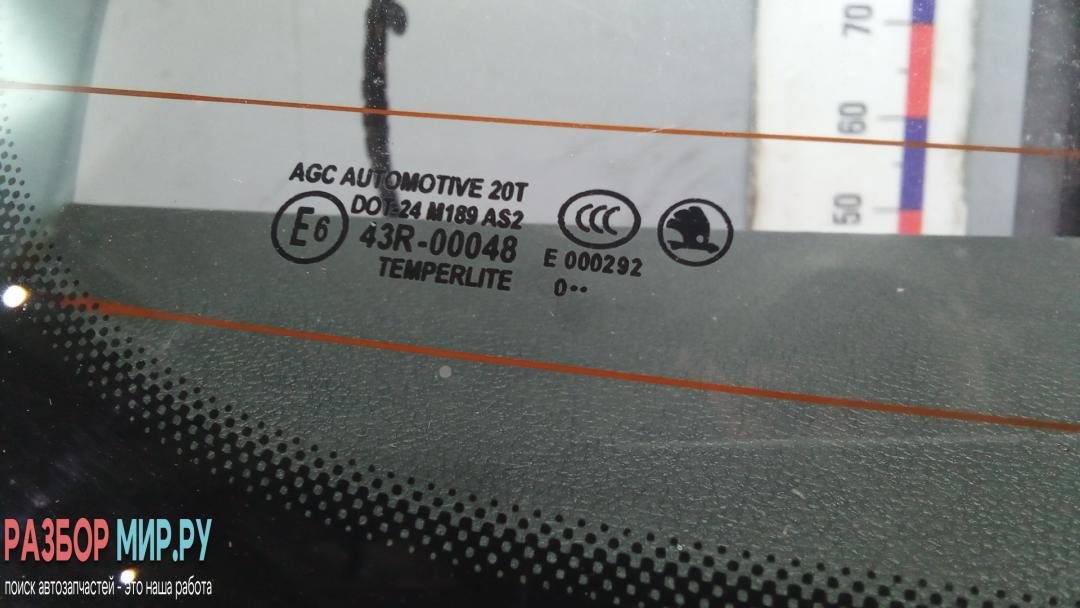 70
60
50
AGC AUTOMOTIVE 20T
DOT-24 M189 AS2
E6 43R-00048
TEMPERLITE
CCC
E 000292
0••
РАЗБОР МИР.РУ
поиск автозапчастей - это наша работа